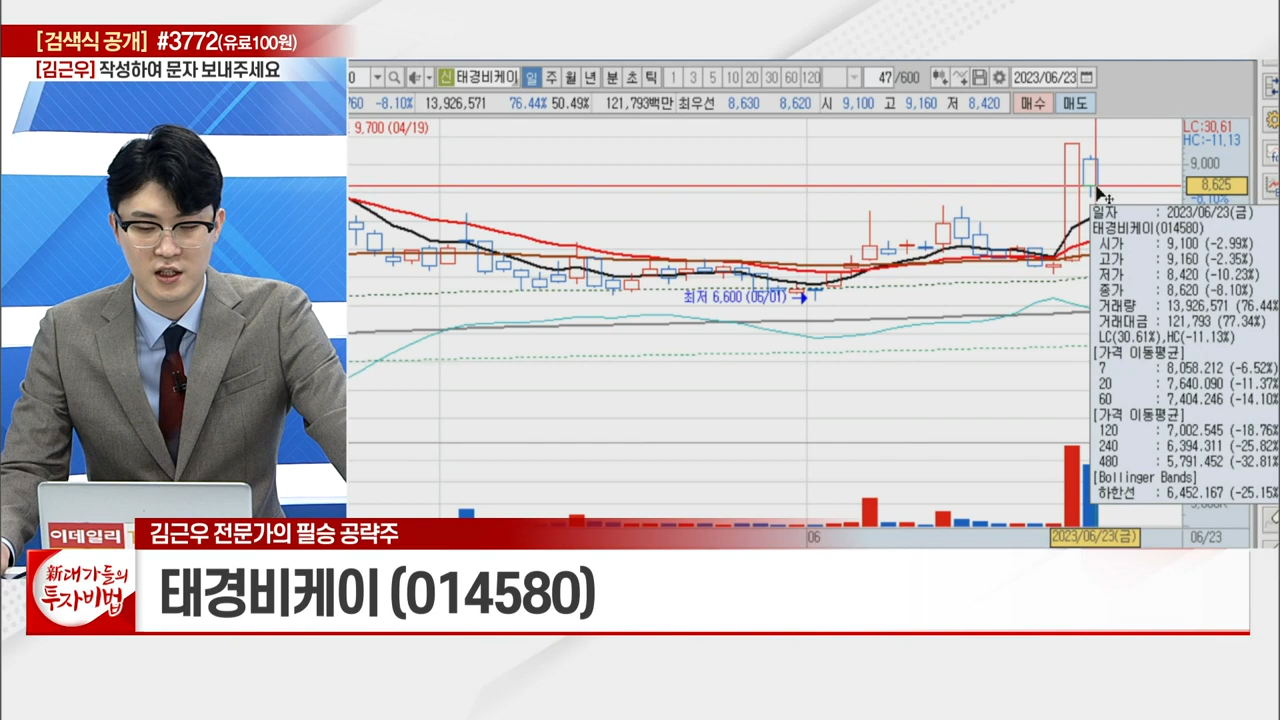 [검색식 공개] #3772(유료100원)
[김근우] 작성하여 문자 보내주세요
0 신 태경비케이 일 주 월 년 분 초 틱 1 3 5 10 20 30 60 120 47 /600 2023/06/23
760 -8.10% 13,926,571 76.44% 50.49% 121,793백만 최우선 8,630 8,620 시 9,100 고 9,160 저 8,420 매수 매도
9,700 (04/19)
LC:30.61
HC:-11.13
9,000
8,625
-8.10%
일자 : 2023/06/23(금)
태경비케이(014580)
시가 : 9,100 (-2.99%)
고가 : 9,160 (-2.35%)
저가 : 8,420 (-10.23%)
종가 : 8,620 (-8.10%)
거래량 : 13,926,571 (76.44%
거래대금 : 121,793 (77.34%)
LC(30.61%),HC(-11.13%)
[가격 이동평균]
7 : 8,058.212 (-6.52%)
20 : 7,640.090 (-11.37%
60 : 7,404.246 (-14.10%
[가격 이동평균]
120 : 7,002.545 (-18.76%
240 : 6,394.311 (-25.82%
480 : 5,791.452 (-32.81%
[Bollinger Bands]
하한선 : 6,452.167 (-25.15%
최저 6,600 (06/01)
06 2023/06/23(금) 06/23
이데일리
김근우 전문가의 필승 공략주
新대가들의
투자비법
태경비케이 (014580)